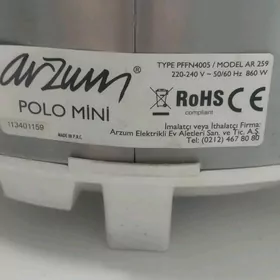 arzum
POLO MİNİ
113401159
MADE IN P.R.C.
TYPE PFFN4005 / MODEL AR 259
220-240 V ~ 50/60 Hz 860 W
CE RoHS
compliant
İmalatçı veya İthalatçı Firma:
Arzum Elektrikli Ev Aletleri San. ve Tic. A.Ş.
Tel: (0212) 467 80 80